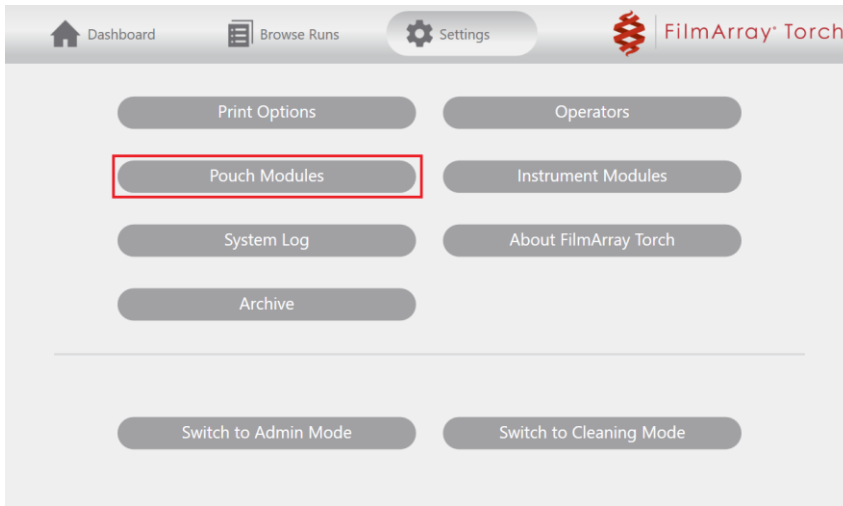 Dashboard Browse Runs Settings FilmArray® Torch
Print Options Operators
Pouch Modules Instrument Modules
System Log About FilmArray Torch
Archive
Switch to Admin Mode Switch to Cleaning Mode